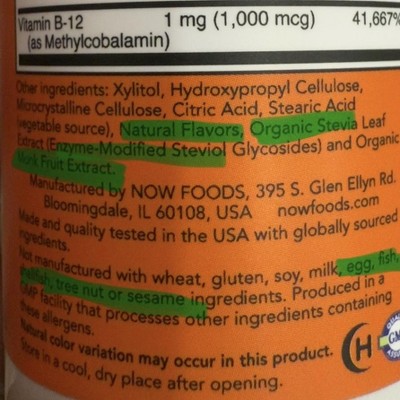 Vitamin B-12 1 mg (1,000 mcg) 41,667%
(as Methylcobalamin)
Other ingredients: Xylitol, Hydroxypropyl Cellulose,
Microcrystalline Cellulose, Citric Acid, Stearic Acid
(vegetable source), Natural Flavors, Organic Stevia Leaf
Extract (Enzyme-Modified Steviol Glycosides) and Organic
Monk Fruit Extract.
Manufactured by NOW FOODS, 395 S. Glen Ellyn Rd.
Bloomingdale, IL 60108, USA nowfoods.com
Made and quality tested in the USA with globally sourced
ingredients.
Not manufactured with wheat, gluten, soy, milk, egg, fish,
shellfish, tree nut or sesame ingredients. Produced in a
GMP facility that processes other ingredients containing
these allergens.
Natural color variation may occur in this product.
Store in a cool, dry place after opening.
H
GM